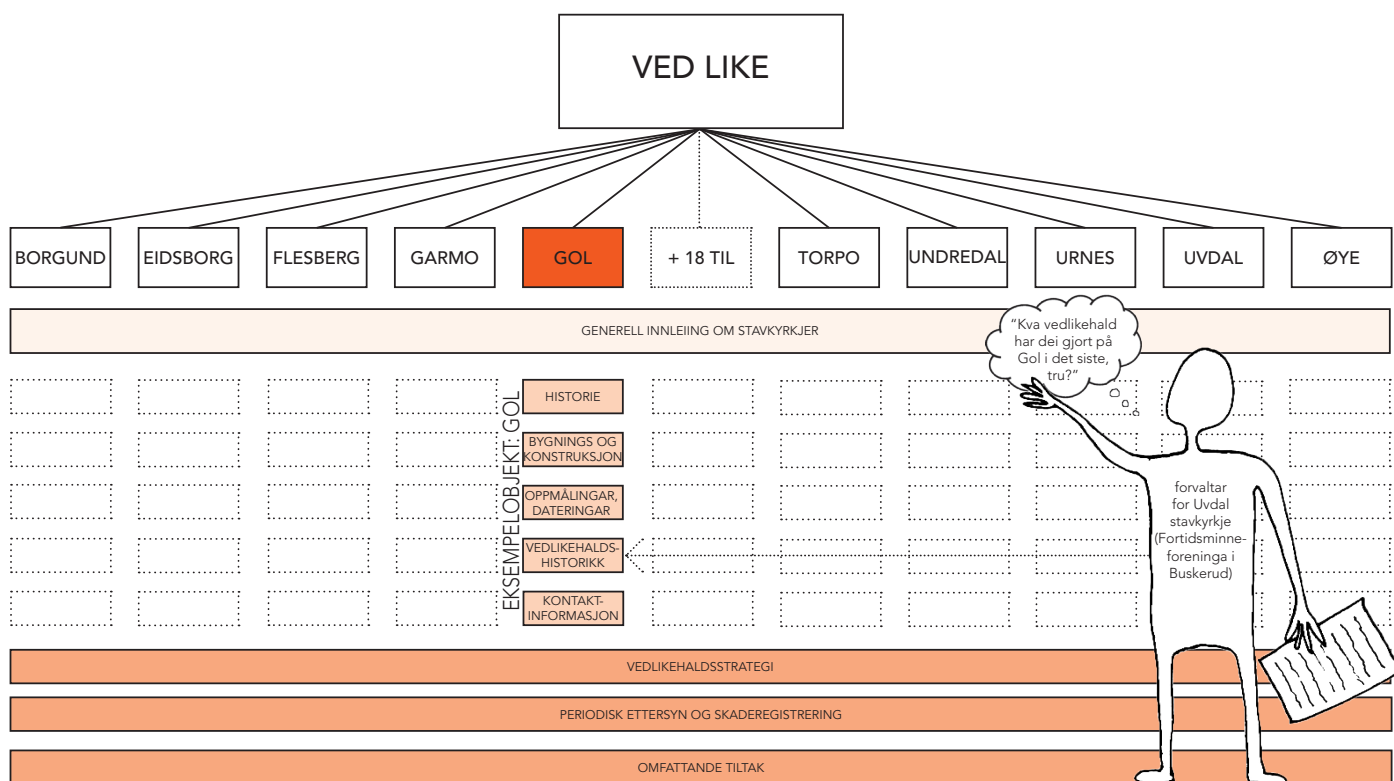 VED LIKE
BORGUND
EIDSBORG
FLESBERG
GARMO
GOL
+ 18 TIL
TORPO
UNDREDAL
URNES
UVDAL
ØYE
GENERELL INNLEIING OM STAVKYRKJER
"Kva vedlikehald
har dei gjort på
Gol i det siste,
tru?"
EKSEMPELOBJEKT: GOL
HISTORIE
BYGNINGS OG
KONSTRUKSJON
OPPMÅLINGAR,
DATERINGAR
VEDLIKEHALDS-
HISTORIKK
KONTAKT-
INFORMASJON
forvaltar
for Uvdal
stavkyrkje
(Fortidsminne-
foreninga i
Buskerud)
VEDLIKEHALDSSTRATEGI
PERIODISK ETTERSYN OG SKADEREGISTRERING
OMFATTANDE TILTAK